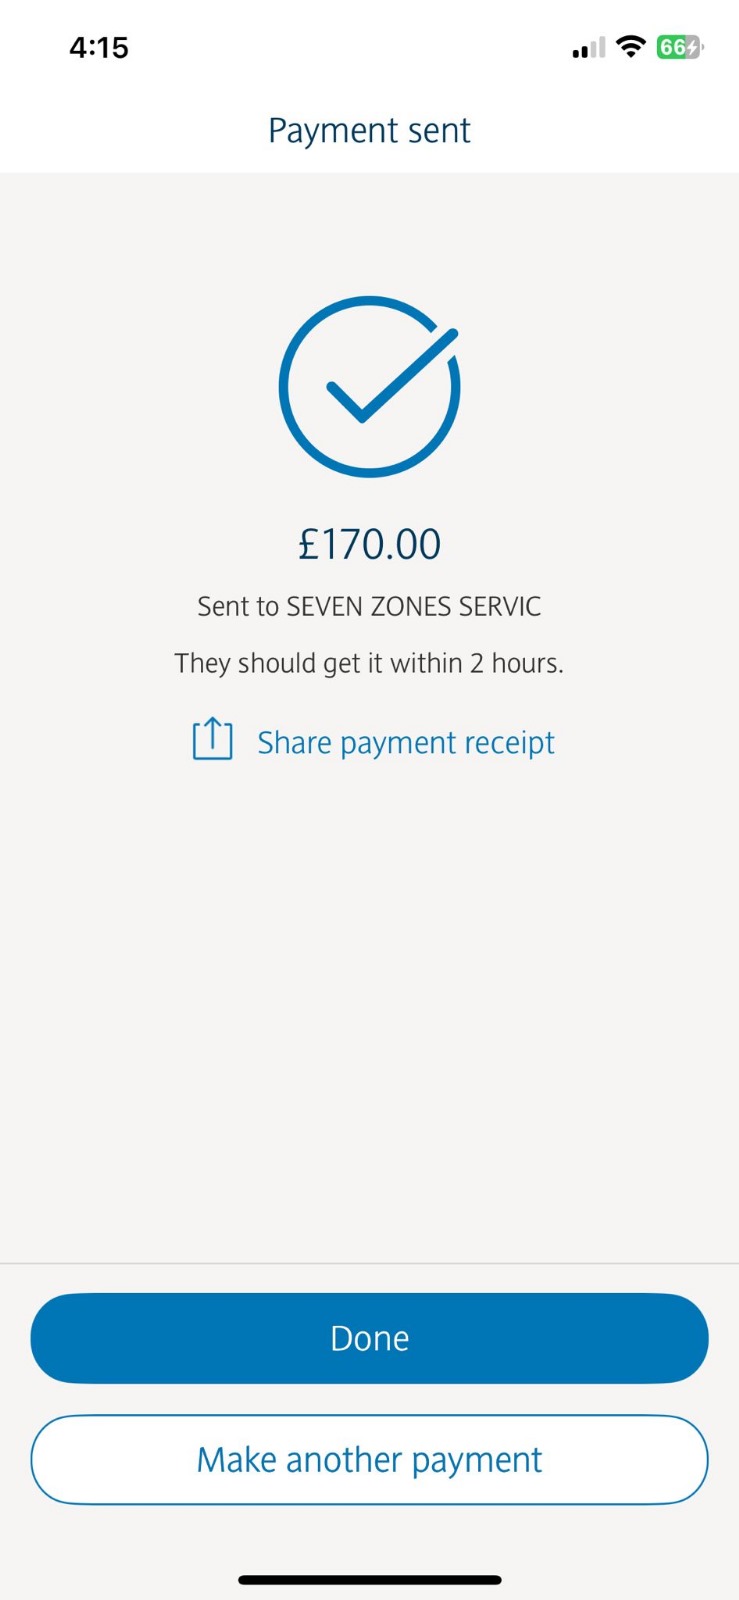 4:15
66
Payment sent
£170.00
Sent to SEVEN ZONES SERVIC
They should get it within 2 hours.
Share payment receipt
Done
Make another payment